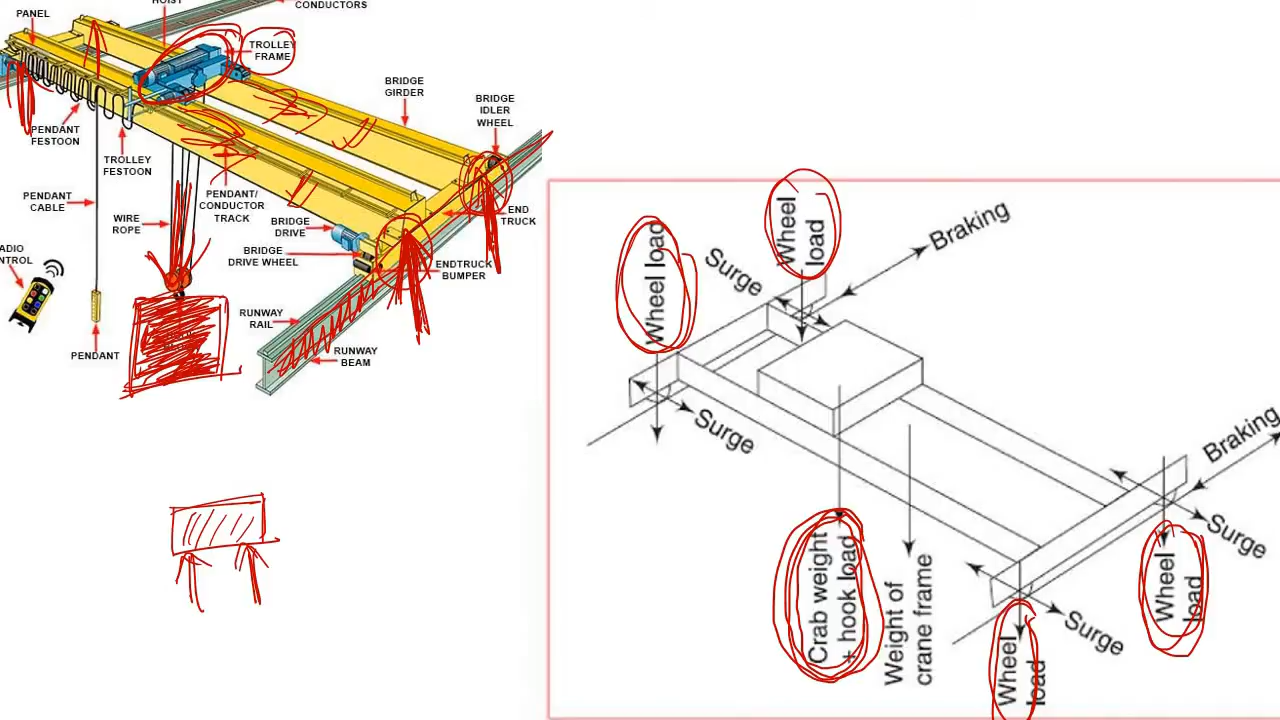 HOIST
CONDUCTORS
PANEL
TROLLEY
FRAME
BRIDGE
GIRDER
BRIDGE
IDLER
WHEEL
PENDANT
FESTOON
TROLLEY
FESTOON
PENDANT
CABLE
WIRE
ROPE
PENDANT/
CONDUCTOR
TRACK
BRIDGE
DRIVE
END
TRUCK
BRIDGE
DRIVE WHEEL
ENDTRUCK
BUMPER
ADIO
NTROL
RUNWAY
RAIL
PENDANT
RUNWAY
BEAM
Wheel load
Surge
Wheel
load
Braking
Surge
Braking
Surge
Crab weight
+ hook load
Weight of
crane frame
Wheel
load
Surge
Wheel
load